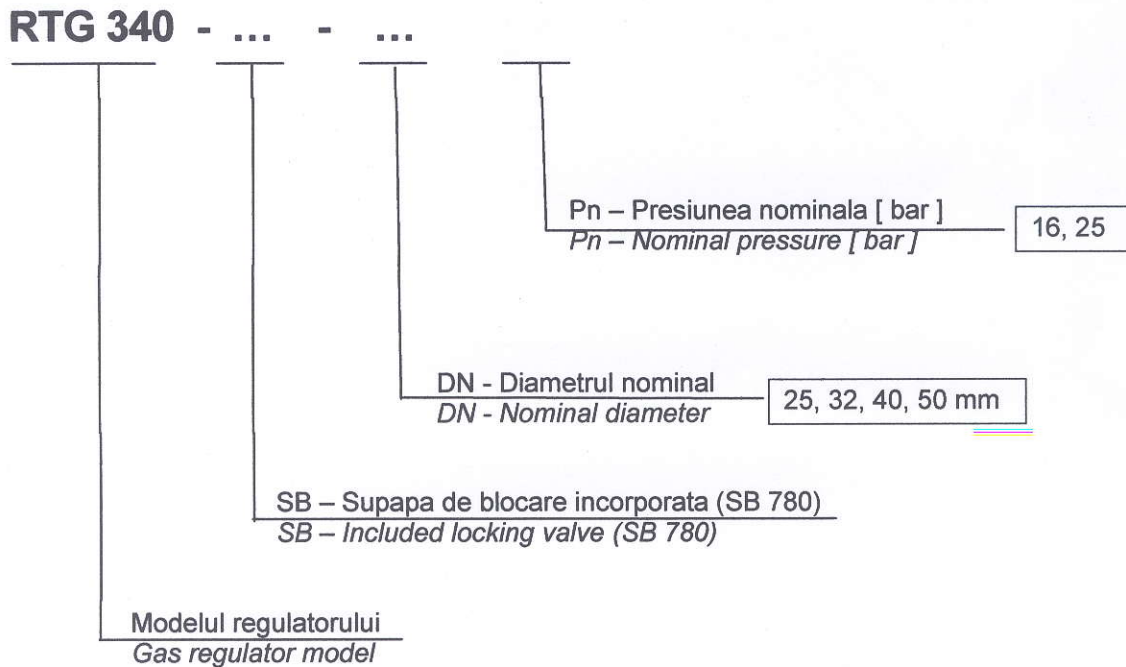 RTG 340 - ... - ...
Pn – Presiunea nominala [ bar ]
Pn – Nominal pressure [ bar ]
16, 25
DN - Diametrul nominal
DN - Nominal diameter
25, 32, 40, 50 mm
SB – Supapa de blocare incorporata (SB 780)
SB – Included locking valve (SB 780)
Modelul regulatorului
Gas regulator model